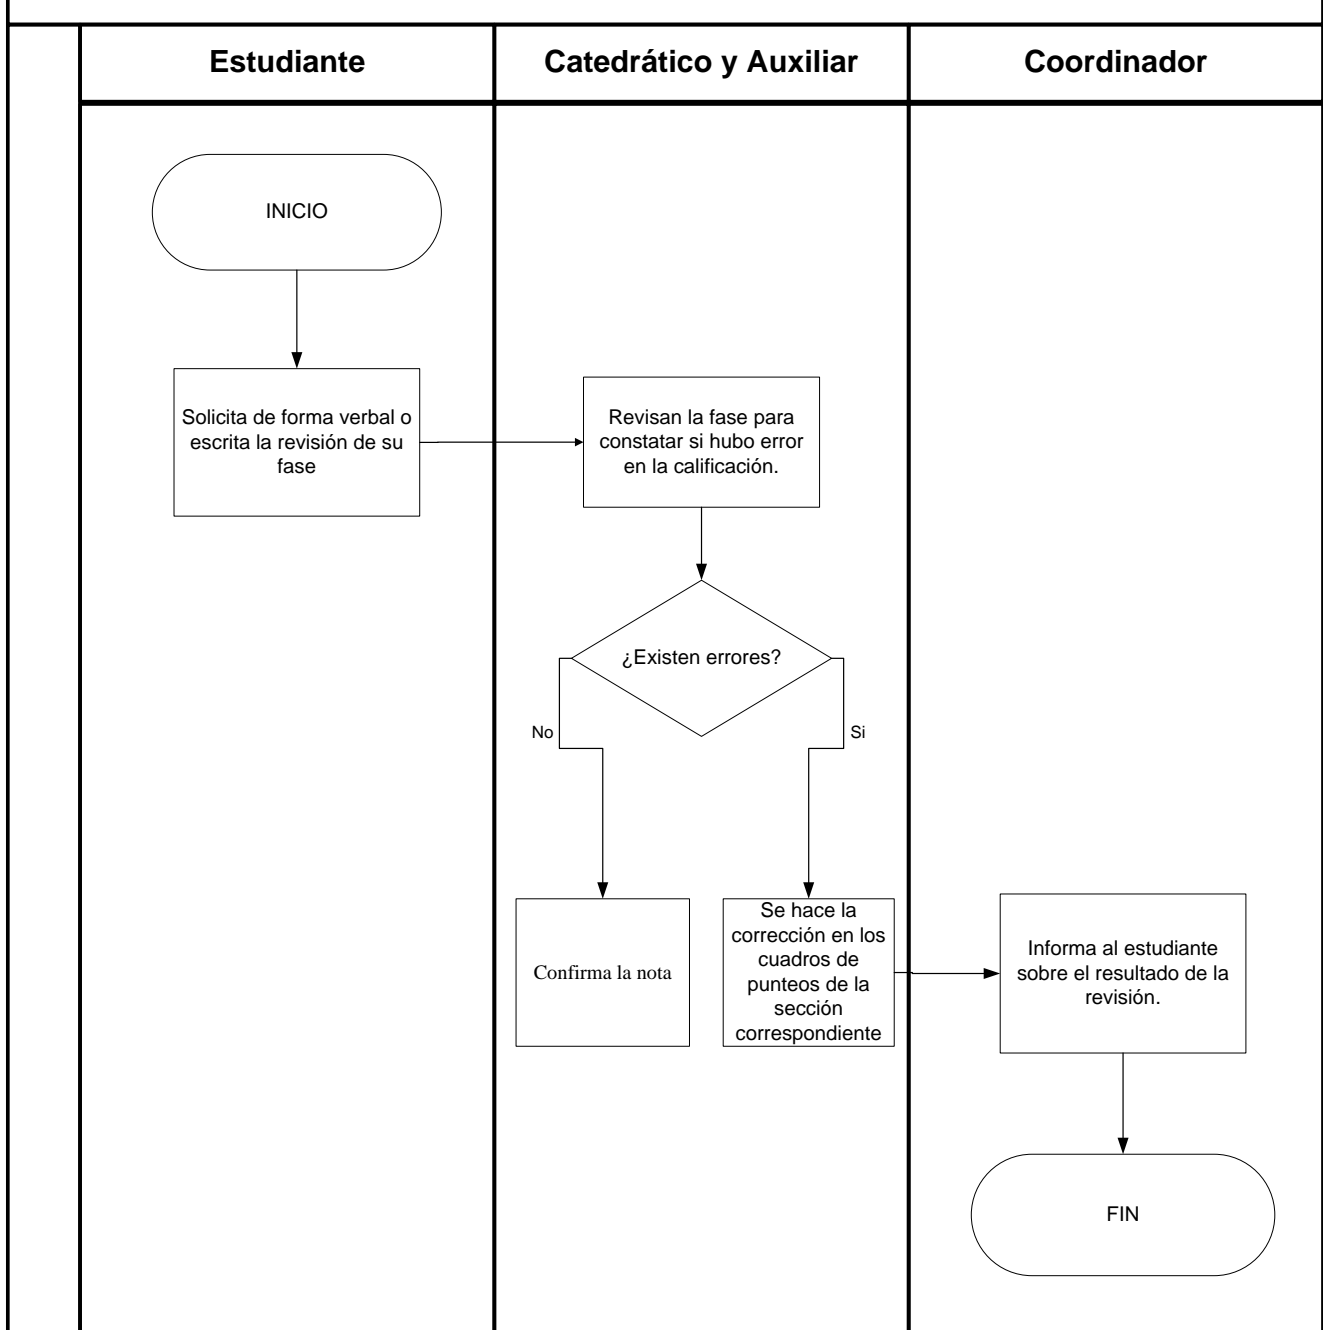 Estudiante
Catedrático y Auxiliar
Coordinador
INICIO
Solicita de forma verbal o
escrita la revisión de su
fase
Revisan la fase para
constatar si hubo error
en la calificación.
¿Existen errores?
No
Si
Confirma la nota
Se hace la
corrección en los
cuadros de
punteos de la
sección
correspondiente
Informa al estudiante
sobre el resultado de la
revisión.
FIN